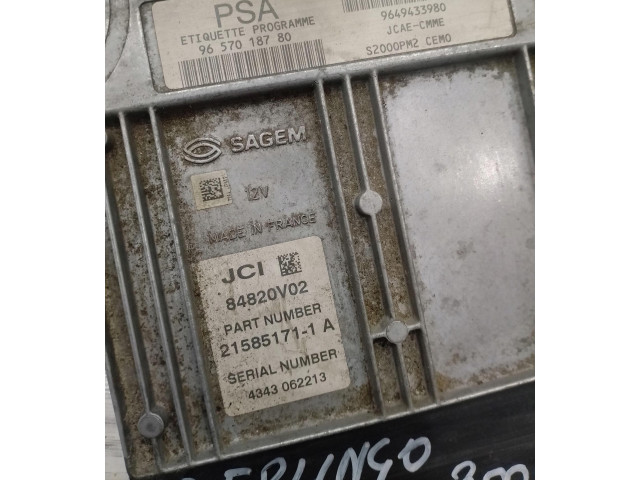 PSA
ETIQUETTE PROGRAMME
96 570 187 80
9649433980
JCAE-CMME
S2000PM2 CEMO
SAGEM
12V
MADE IN FRANCE
JCI
84820V02
PART NUMBER
21585171-1 A
SERIAL NUMBER
4343 062213